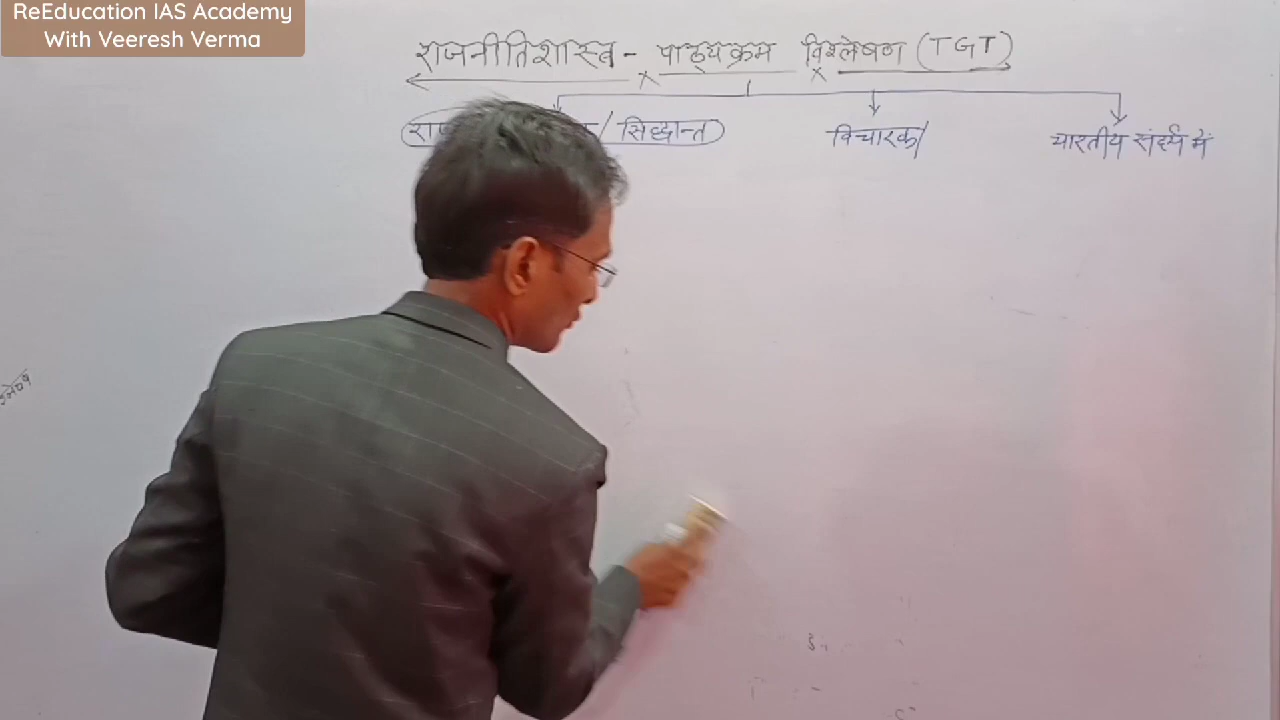 ReEducation IAS Academy
With Veeresh Verma
राजनीतिशास्त्र - पाठ्यक्रम विश्लेषण (TGT)
/ सिद्धान्त
विचारक/
भारतीय संदर्भ में